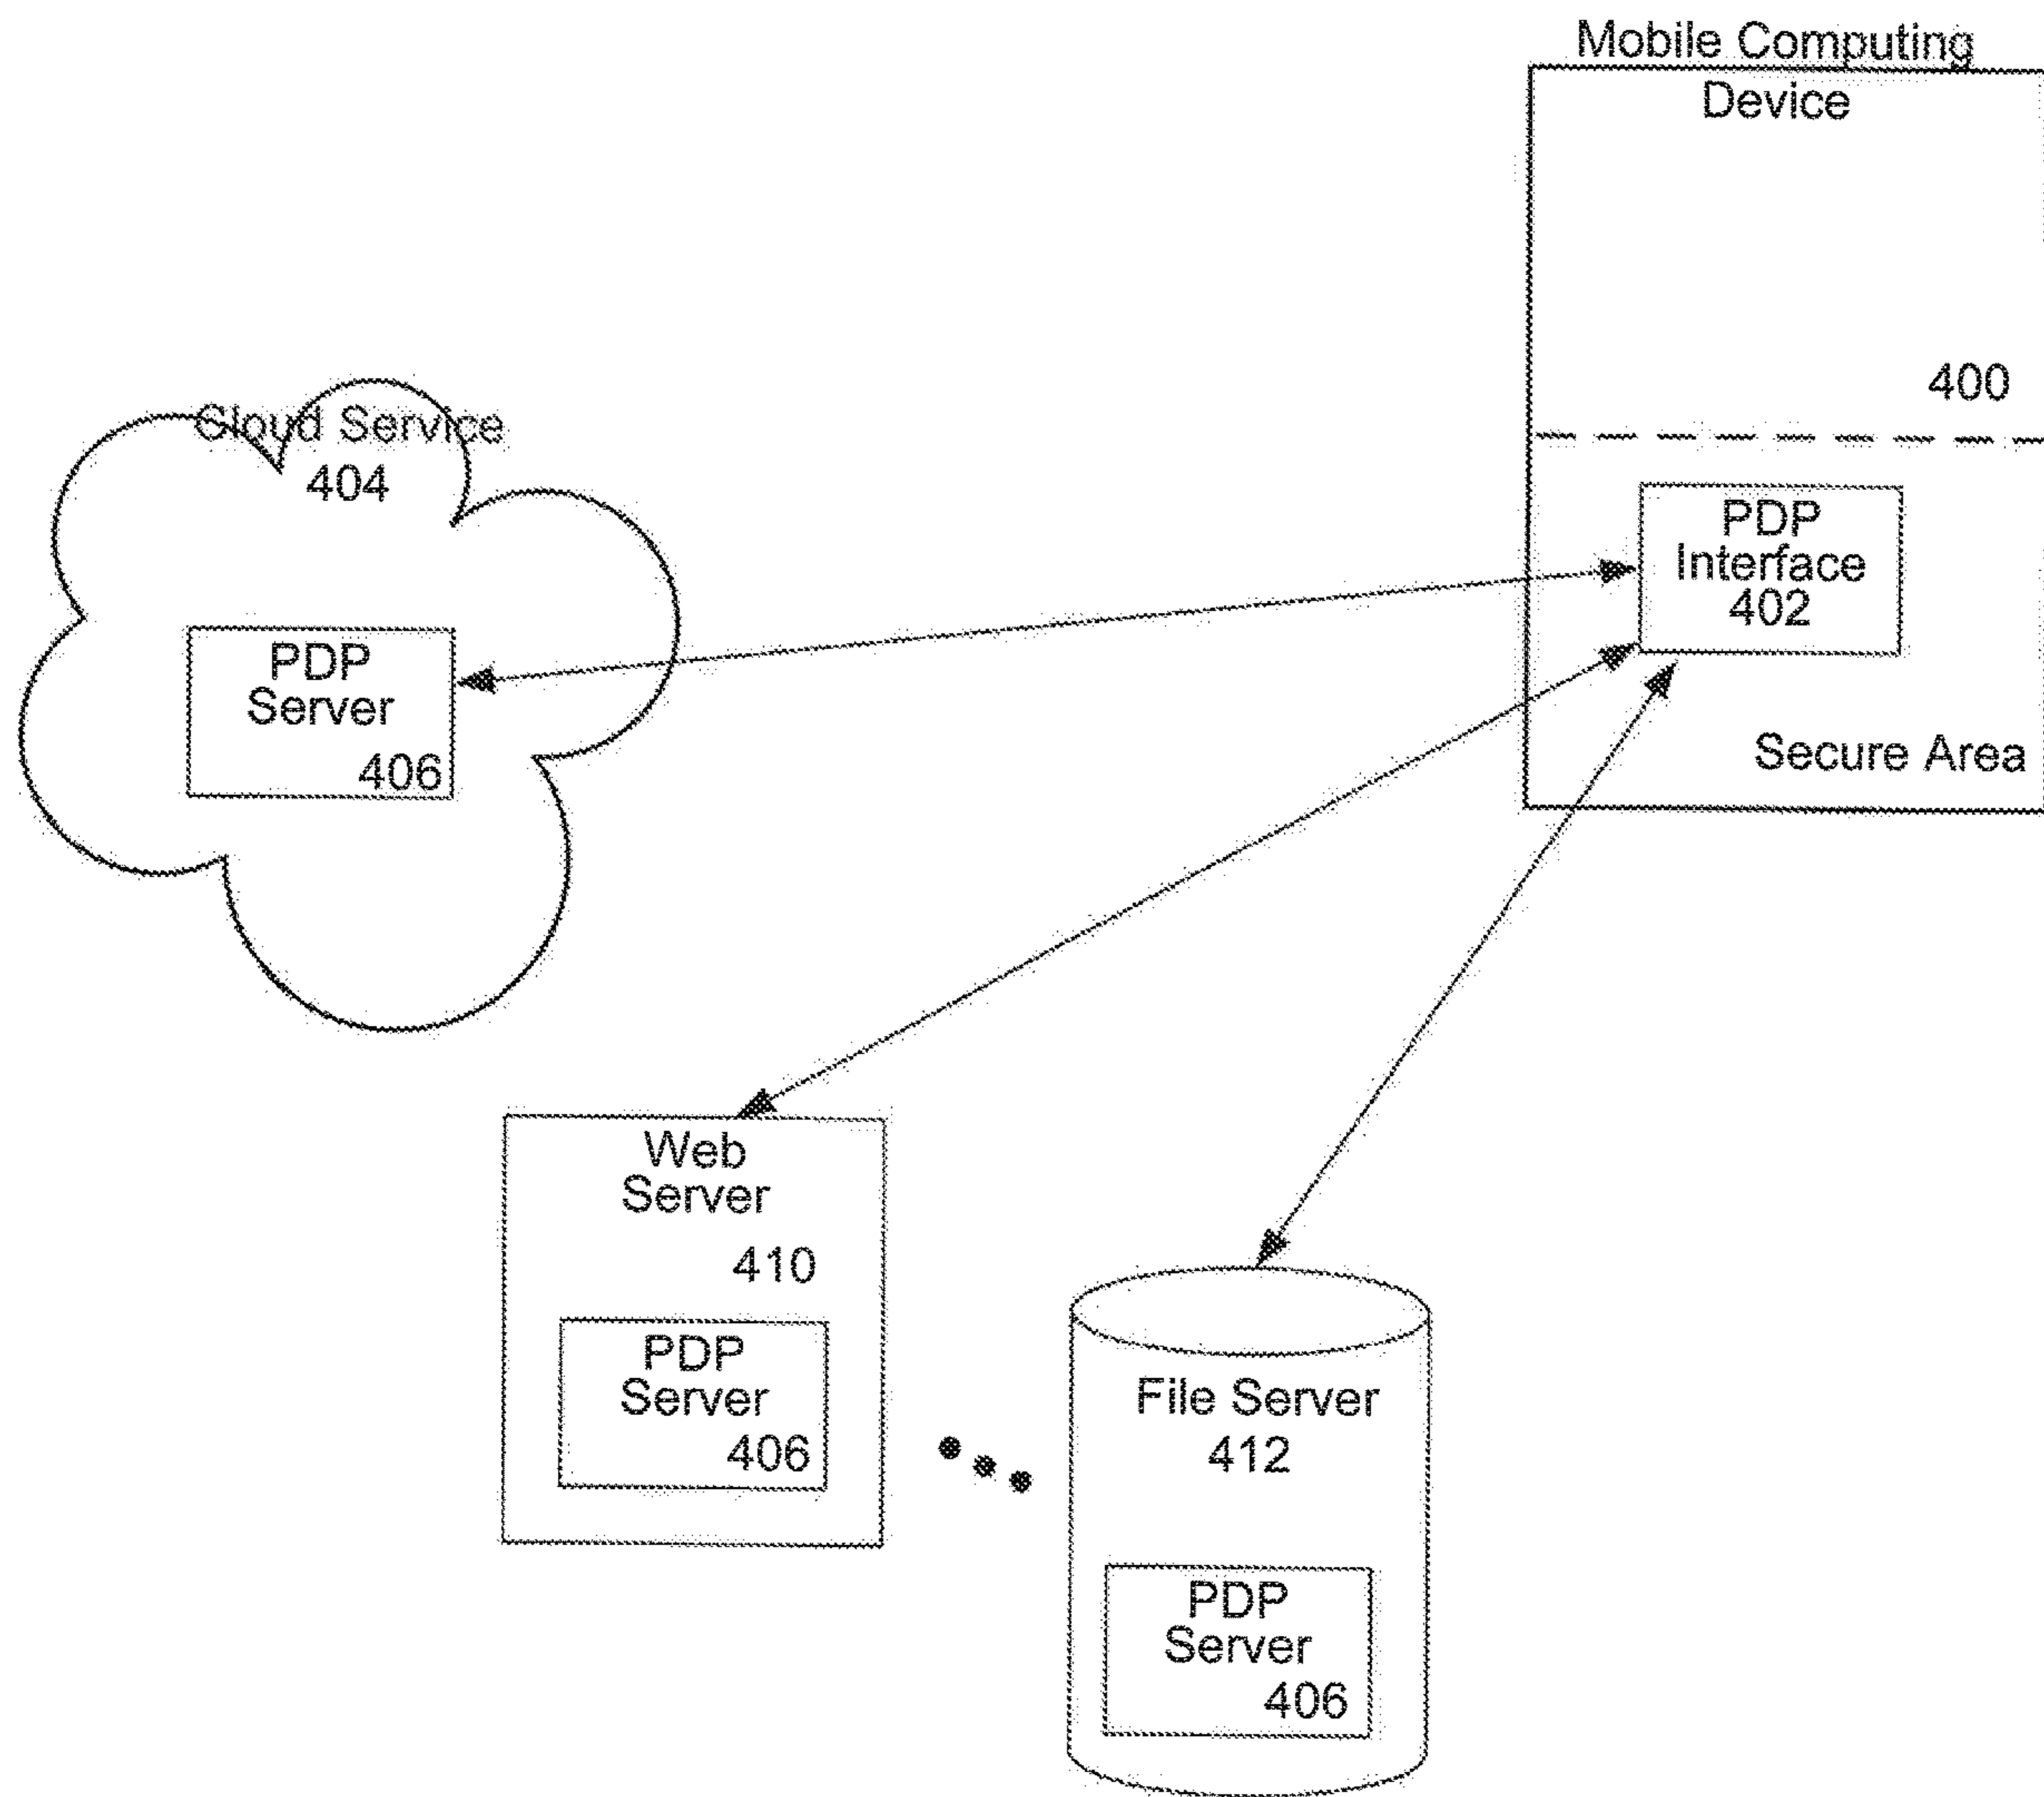 Mobile Computing
Device
400
Cloud Service
404
PDP
Interface
402
PDP
Server
406
Secure Area
Web
Server
410
PDP
Server
406
File Server
412
PDP
Server
406